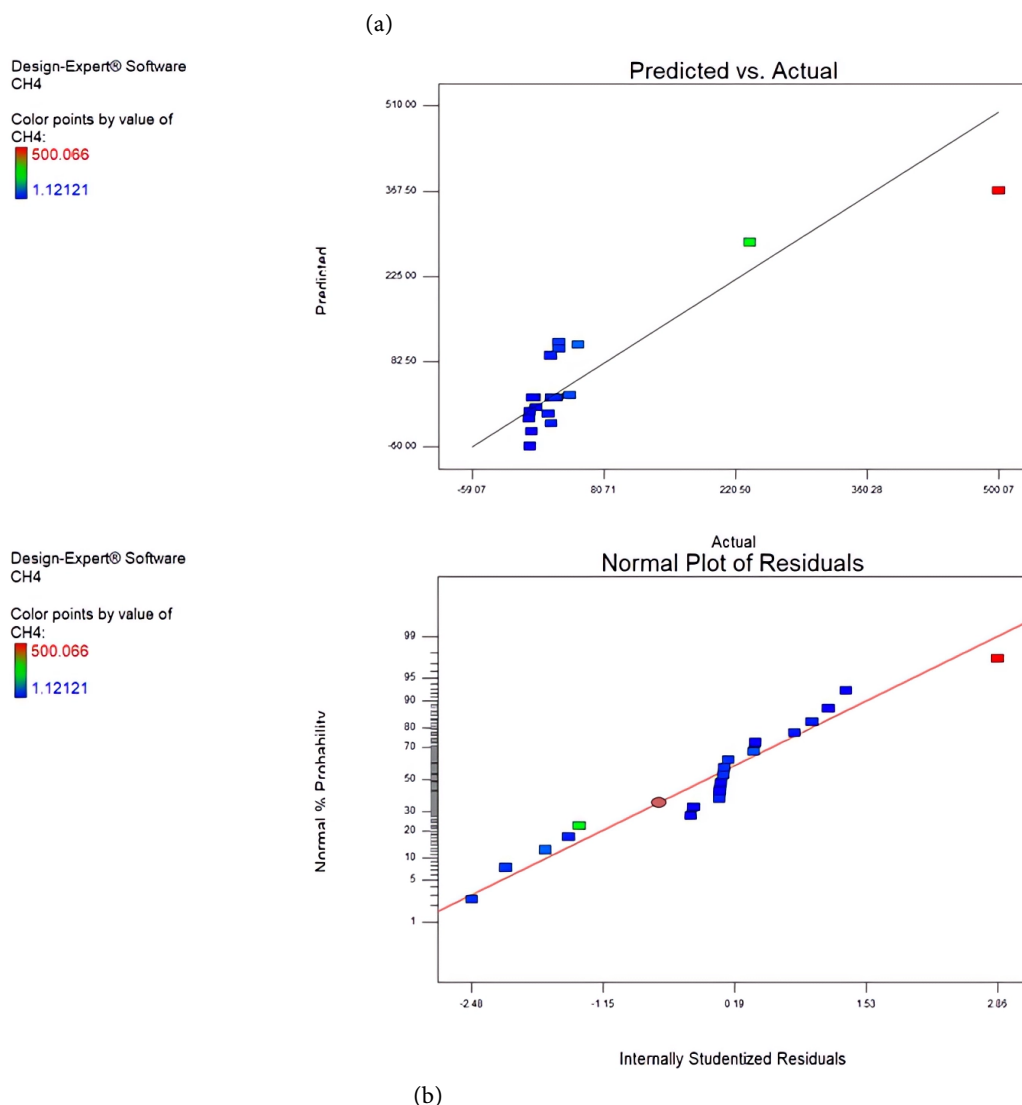 (a)
Design-Expert® Software
CH4
Color points by value of
CH4:
500.066
1.12121
Predicted vs. Actual
Predicted
510.00
367.50
225.00
82.50
-60.00
-59.07
80.71
220.50
360.28
500.07
Actual
Design-Expert® Software
CH4
Color points by value of
CH4:
500.066
1.12121
Normal Plot of Residuals
Normal % Probability
99
95
90
80
70
50
30
20
10
5
1
-2.48
-1.15
0.19
1.53
2.86
Internally Studentized Residuals
(b)